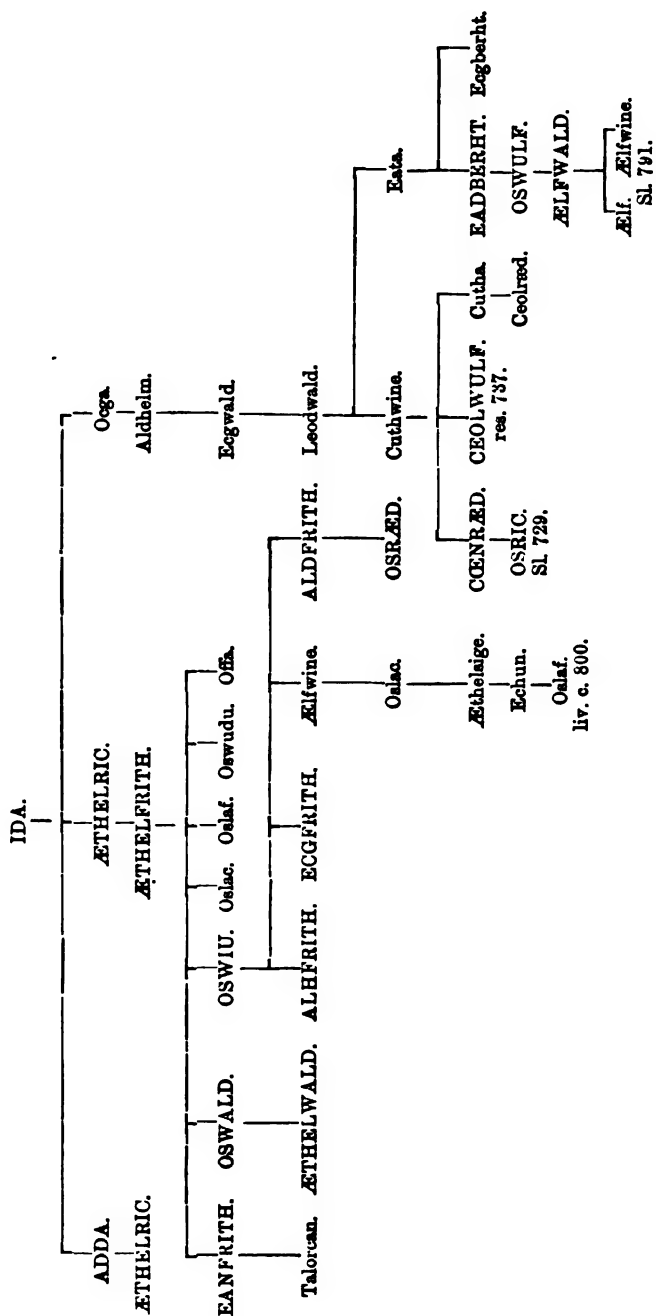 IDA.
ADDA. ÆTHELRIC. Ocga.
ÆTHELRIC. ÆTHELFRITH. Aldhelm.
EANFRITH. OSWALD. OSWIU. Oslac. Oslaf. Oswudu. Offa. Ecgwald.
Talorcan. ÆTHELWALD. ALHFRITH. ECGFRITH. Ælfwine. ALDFRITH. Leodwald.
Oslac. OSRÆD. Cuthwine. Eata.
Æthelsige. CŒNRÆD. CEOLWULF. Cutha. EADBERHT. Ecgberht.
res. 737.
Echun. OSRIC. Ceolræd. OSWULF.
Sl. 729.
Oslaf. ÆLFWALD.
liv. c. 800.
Ælf. Ælfwine.
Sl. 791.